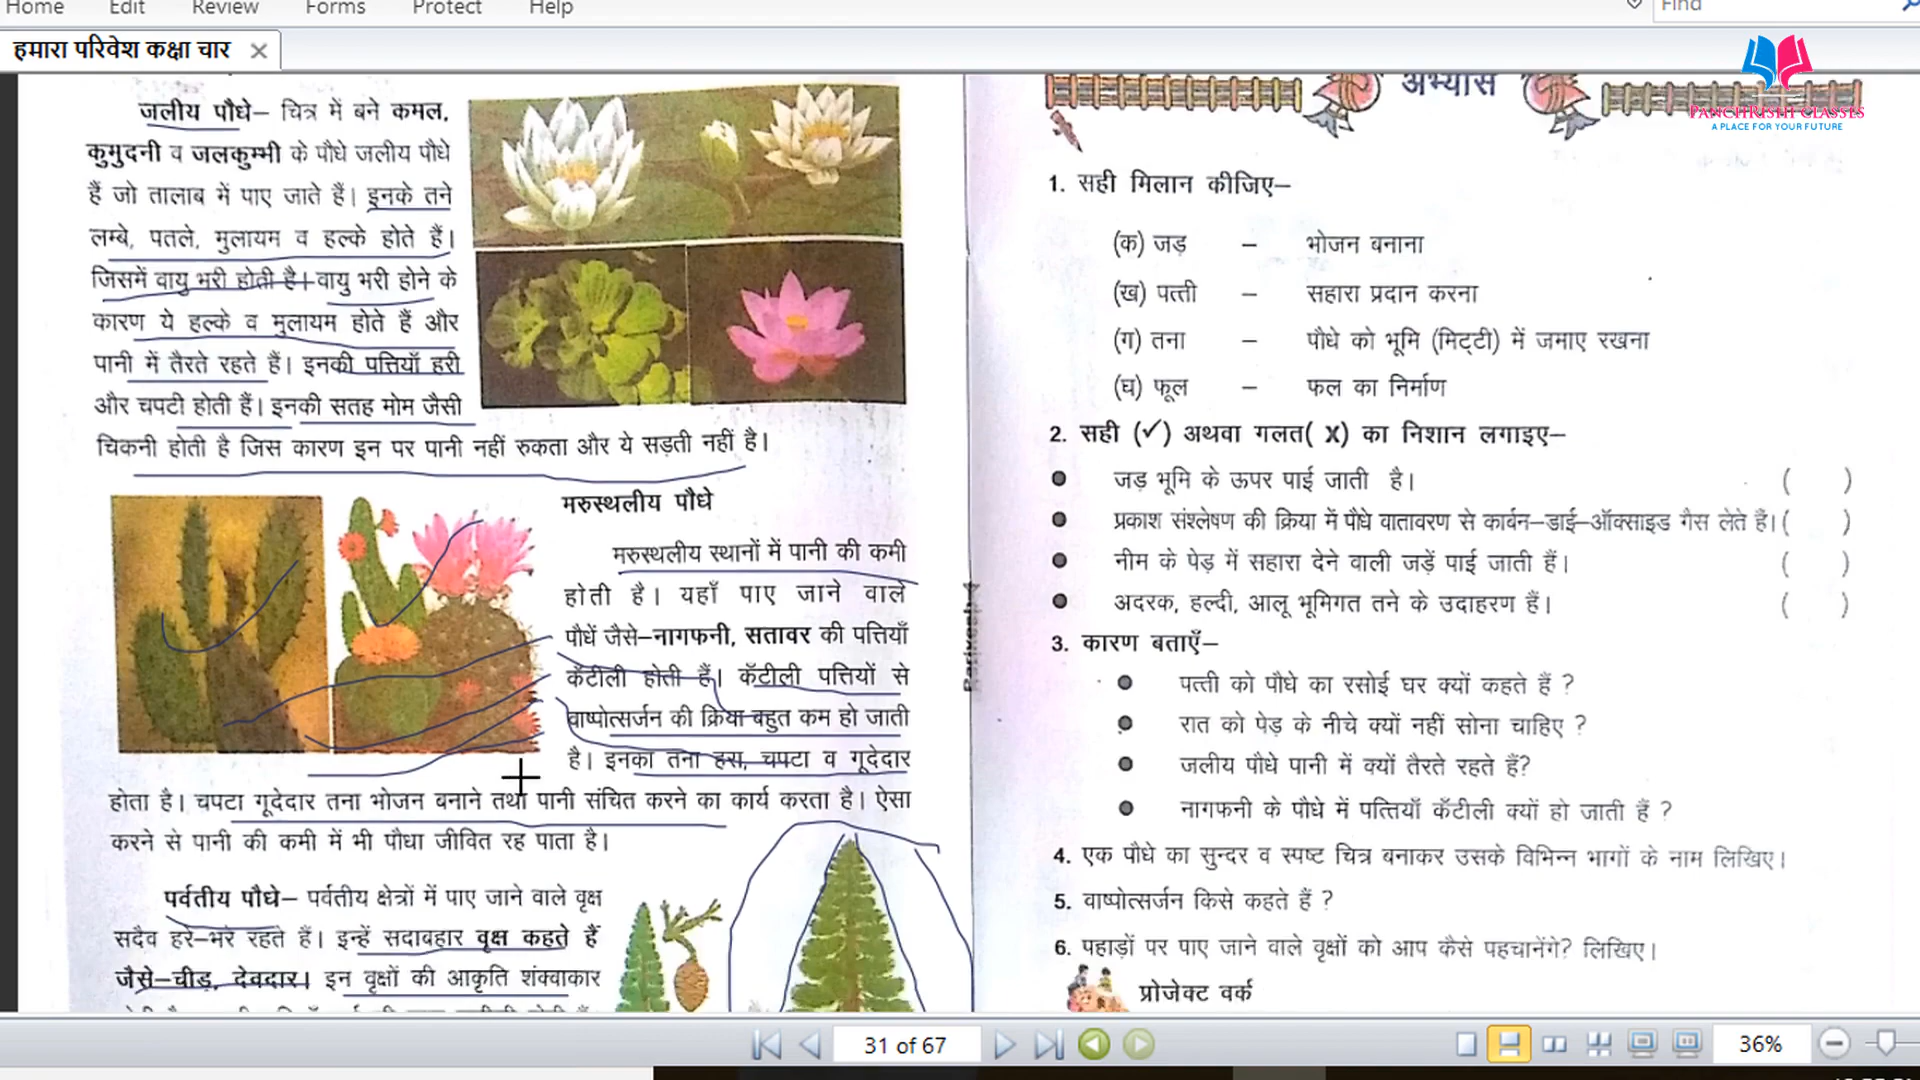 Home Edit Review Forms Protect Help
Find
हमारा परिवेश कक्षा चार
PANCHRISHI CLASSES
A PLACE FOR YOUR FUTURE
जलीय पौधे– चित्र में बने कमल,
कुमुदनी व जलकुम्भी के पौधे जलीय पौधे
हैं जो तालाब में पाए जाते हैं। इनके तने
लम्बे, पतले, मुलायम व हल्के होते हैं।
जिसमें वायु भरी होती है। वायु भरी होने के
कारण ये हल्के व मुलायम होते हैं और
पानी में तैरते रहते हैं। इनकी पत्तियाँ हरी
और चपटी होती हैं। इनकी सतह मोम जैसी
चिकनी होती है जिस कारण इन पर पानी नहीं रुकता और ये सड़ती नहीं है।
मरुस्थलीय पौधे
मरुस्थलीय स्थानों में पानी की कमी
होती है। यहाँ पाए जाने वाले
पौधें जैसे–नागफनी, सतावर की पत्तियाँ
कँटीली होती हैं। कँटीली पत्तियों से
वाष्पोत्सर्जन की क्रिया बहुत कम हो जाती
है। इनका तना हरा, चपटा व गूदेदार
होता है। चपटा गूदेदार तना भोजन बनाने तथा पानी संचित करने का कार्य करता है। ऐसा
करने से पानी की कमी में भी पौधा जीवित रह पाता है।
पर्वतीय पौधे– पर्वतीय क्षेत्रों में पाए जाने वाले वृक्ष
सदैव हरे–भरे रहते हैं। इन्हें सदाबहार वृक्ष कहते हैं
जैसे–चीड़, देवदार। इन वृक्षों की आकृति शंक्वाकार
अभ्यास
1. सही मिलान कीजिए–
(क) जड़ – भोजन बनाना
(ख) पत्ती – सहारा प्रदान करना
(ग) तना – पौधे को भूमि (मिट्टी) में जमाए रखना
(घ) फूल – फल का निर्माण
2. सही (✓) अथवा गलत( X) का निशान लगाइए–
● जड़ भूमि के ऊपर पाई जाती है। ( )
● प्रकाश संश्लेषण की क्रिया में पौधे वातावरण से कार्बन–डाई–ऑक्साइड गैस लेते हैं। ( )
● नीम के पेड़ में सहारा देने वाली जड़ें पाई जाती हैं। ( )
● अदरक, हल्दी, आलू भूमिगत तने के उदाहरण हैं। ( )
3. कारण बताएँ–
● पत्ती को पौधे का रसोई घर क्यों कहते हैं ?
● रात को पेड़ के नीचे क्यों नहीं सोना चाहिए ?
● जलीय पौधे पानी में क्यों तैरते रहते हैं?
● नागफनी के पौधे में पत्तियाँ कँटीली क्यों हो जाती हैं ?
4. एक पौधे का सुन्दर व स्पष्ट चित्र बनाकर उसके विभिन्न भागों के नाम लिखिए।
5. वाष्पोत्सर्जन किसे कहते हैं ?
6. पहाड़ों पर पाए जाने वाले वृक्षों को आप कैसे पहचानेंगे? लिखिए।
प्रोजेक्ट वर्क
31 of 67
36%